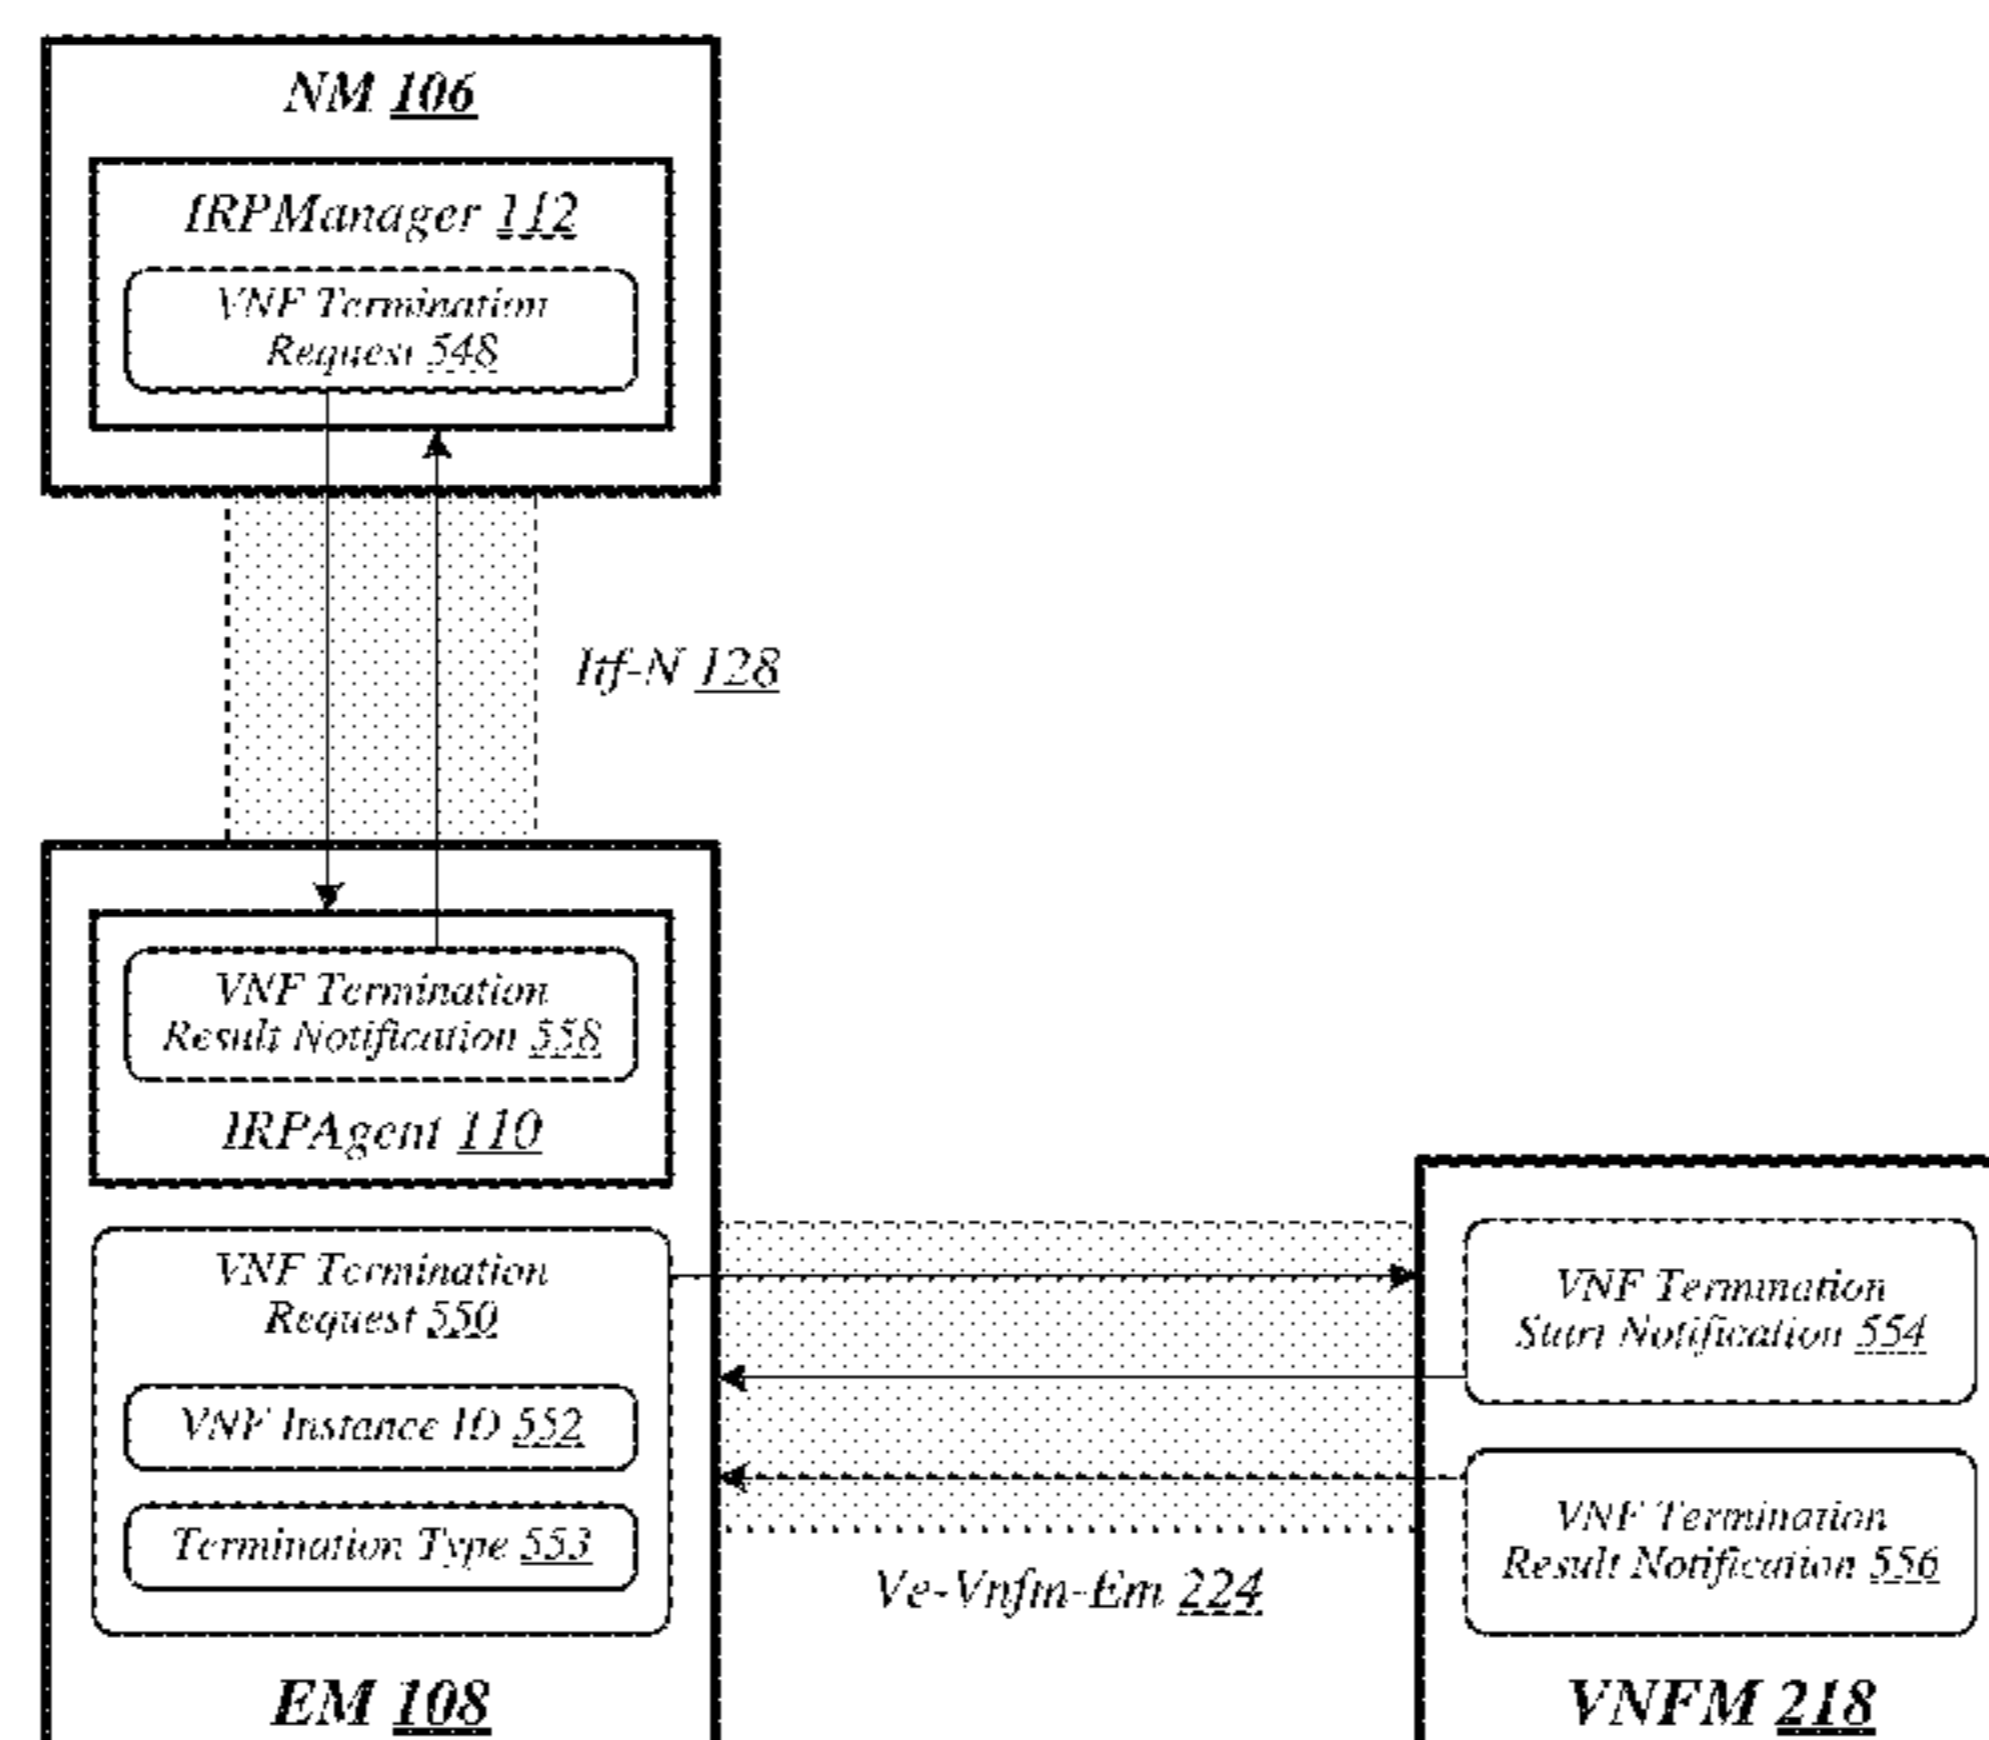 NM 106
IRPManager 112
VNF Termination
Request 548
Itf-N 128
VNF Termination
Result Notification 558
IRPAgent 110
VNF Termination
Request 550
VNF Instance ID 552
Termination Type 553
EM 108
Ve-Vnfm-Em 224
VNF Termination
Start Notification 554
VNF Termination
Result Notification 556
VNFM 218